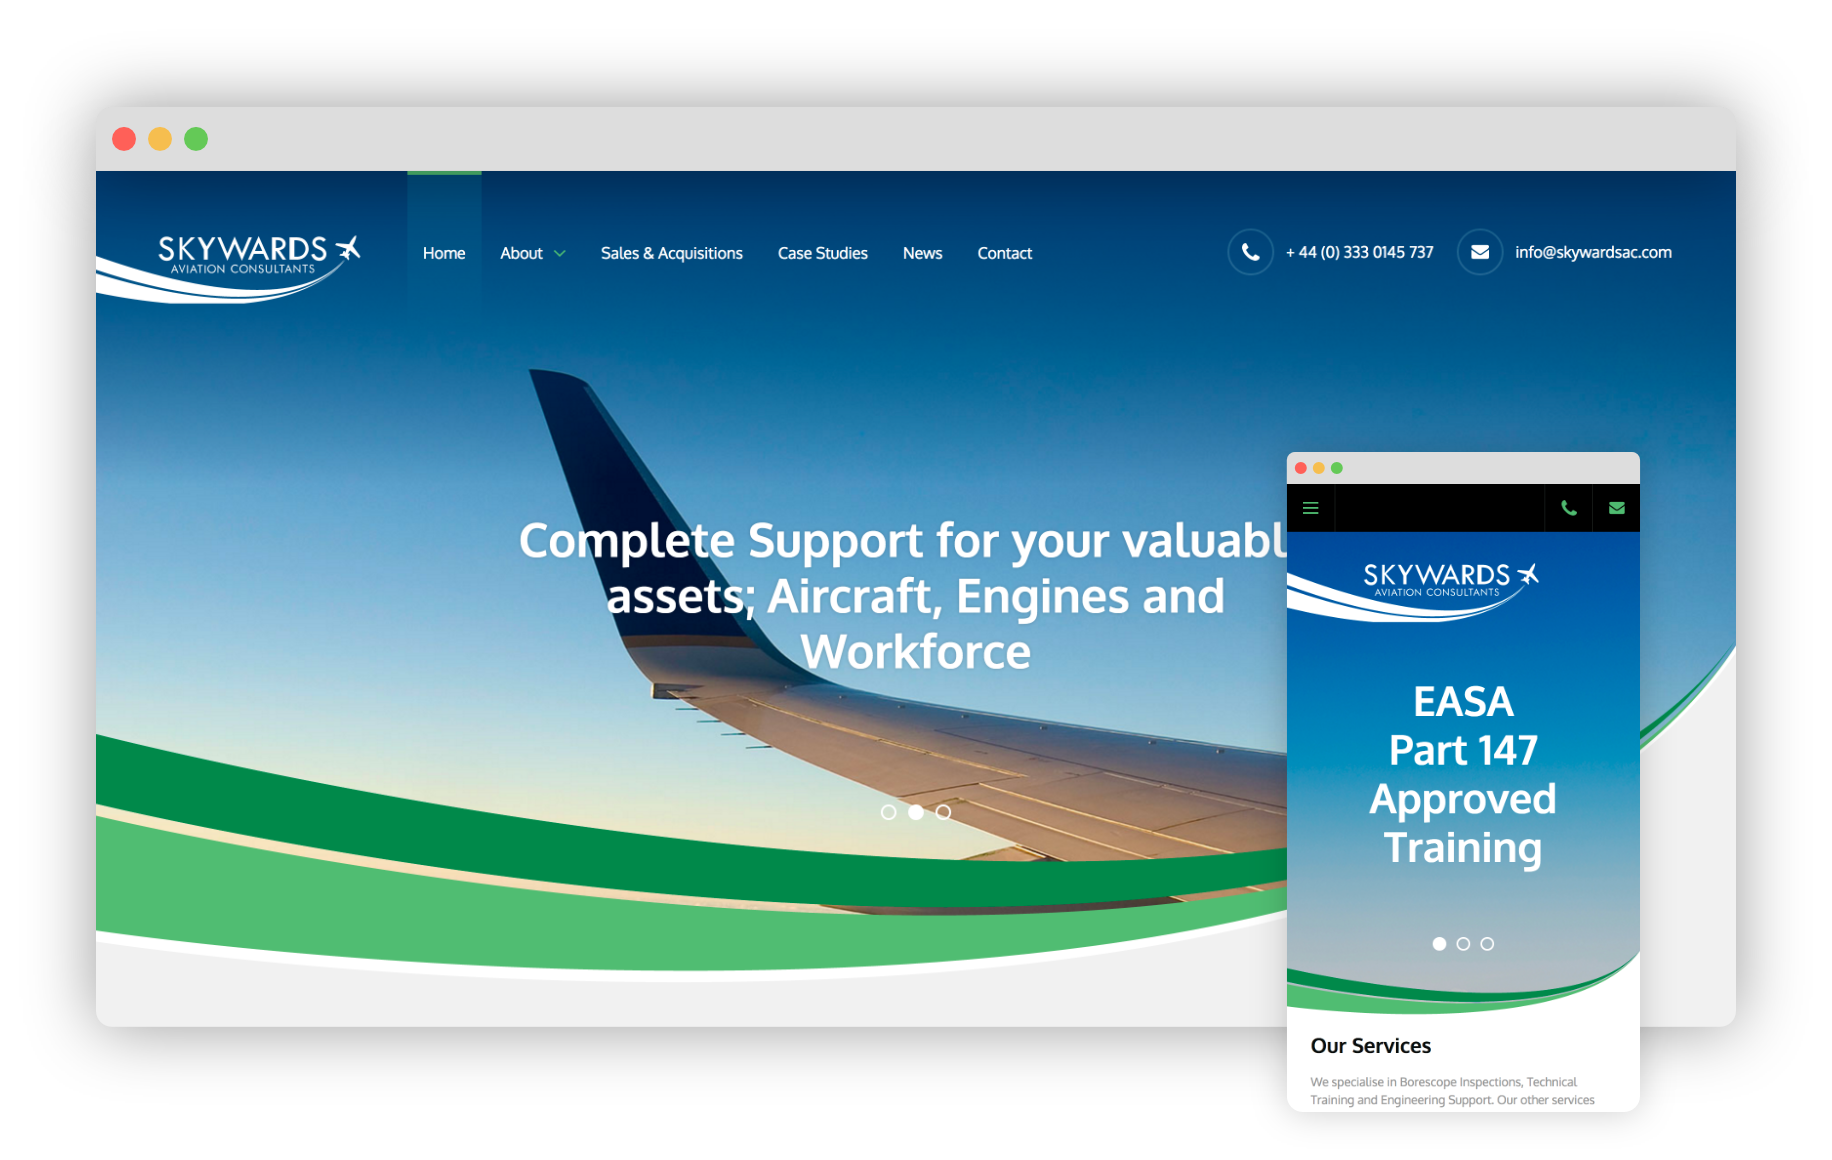 SKYWARDS
AVIATION CONSULTANTS
Home
About
Sales & Acquisitions
Case Studies
News
Contact
+ 44 (0) 333 0145 737
info@skywardsac.com
Complete Support for your valuabl
assets; Aircraft, Engines and
Workforce
SKYWARDS
AVIATION CONSULTANTS
EASA
Part 147
Approved
Training
Our Services
We specialise in Borescope Inspections, Technical
Training and Engineering Support. Our other services